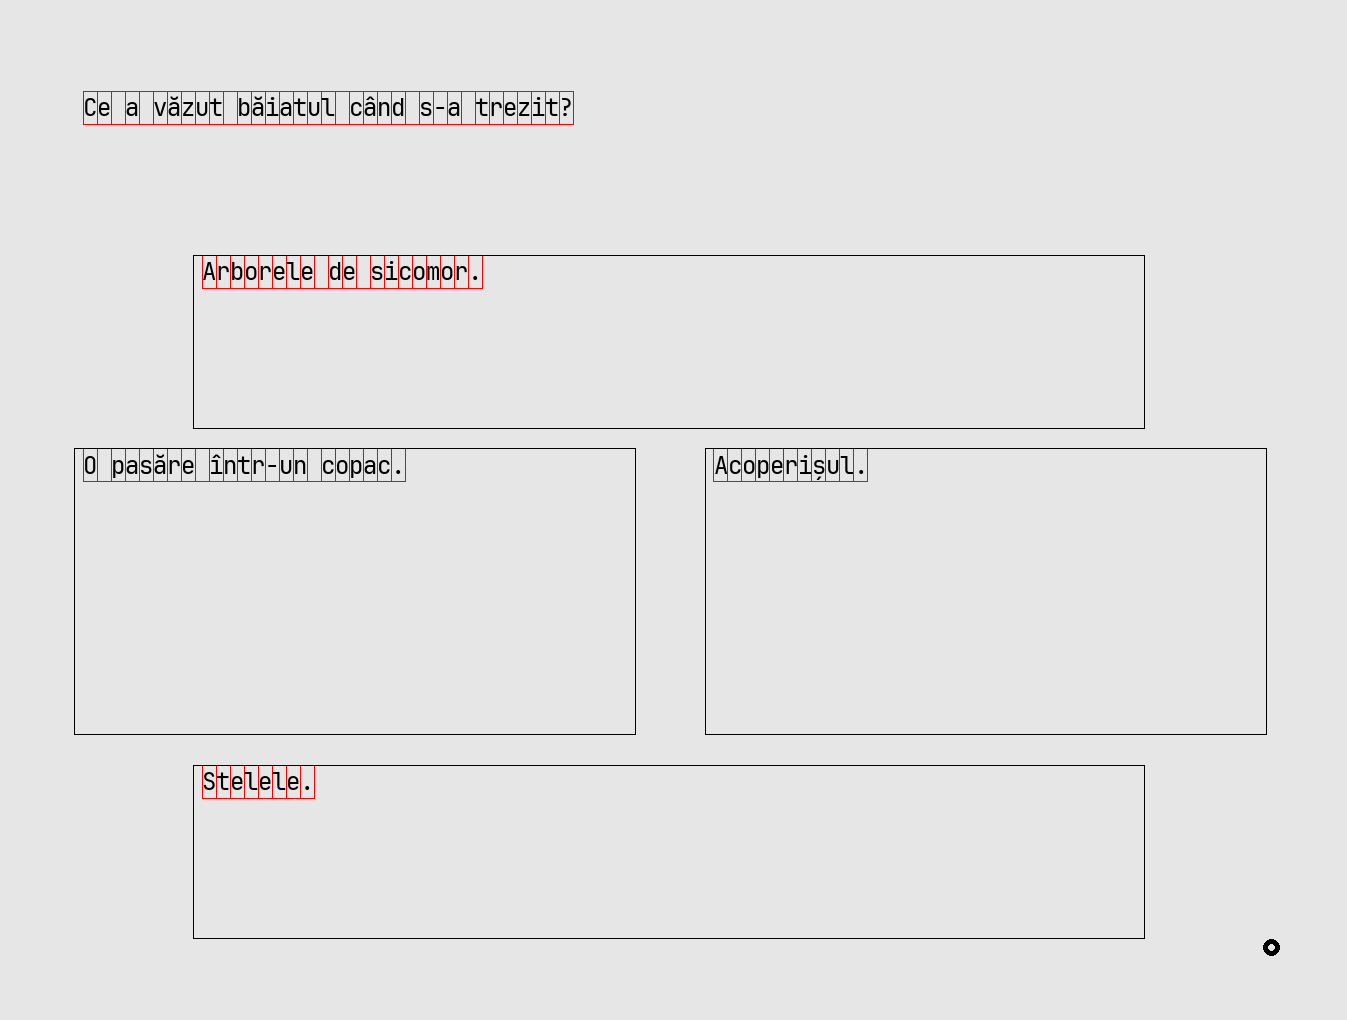 Ce a văzut băiatul când s-a trezit?
Arborele de sicomor.
O pasăre într-un copac.
Acoperișul.
Stelele.